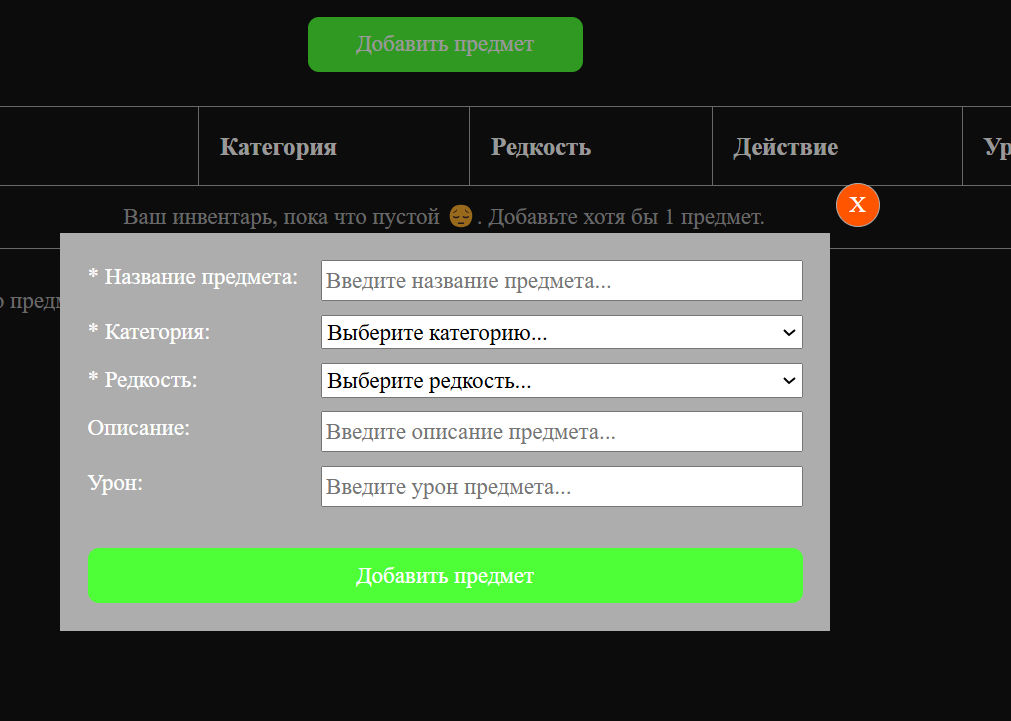 Добавить предмет
Категория Редкость Действие Ур
Ваш инвентарь, пока что пустой 😔. Добавьте хотя бы 1 предмет.
X
* Название предмета: Введите название предмета...
о предм
* Категория: Выберите категорию...
* Редкость: Выберите редкость...
Описание: Введите описание предмета...
Урон: Введите урон предмета...
Добавить предмет